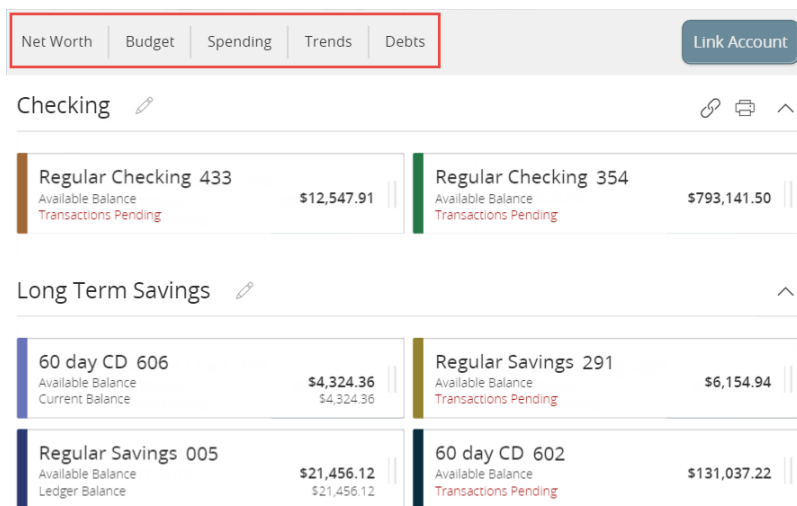 Net Worth Budget Spending Trends Debts Link Account
Checking
Regular Checking 433
Available Balance $12,547.91
Transactions Pending
Regular Checking 354
Available Balance $793,141.50
Transactions Pending
Long Term Savings
60 day CD 606
Available Balance $4,324.36
Current Balance $4,324.36
Regular Savings 291
Available Balance $6,154.94
Transactions Pending
Regular Savings 005
Available Balance $21,456.12
Ledger Balance $21,456.12
60 day CD 602
Available Balance $131,037.22
Transactions Pending